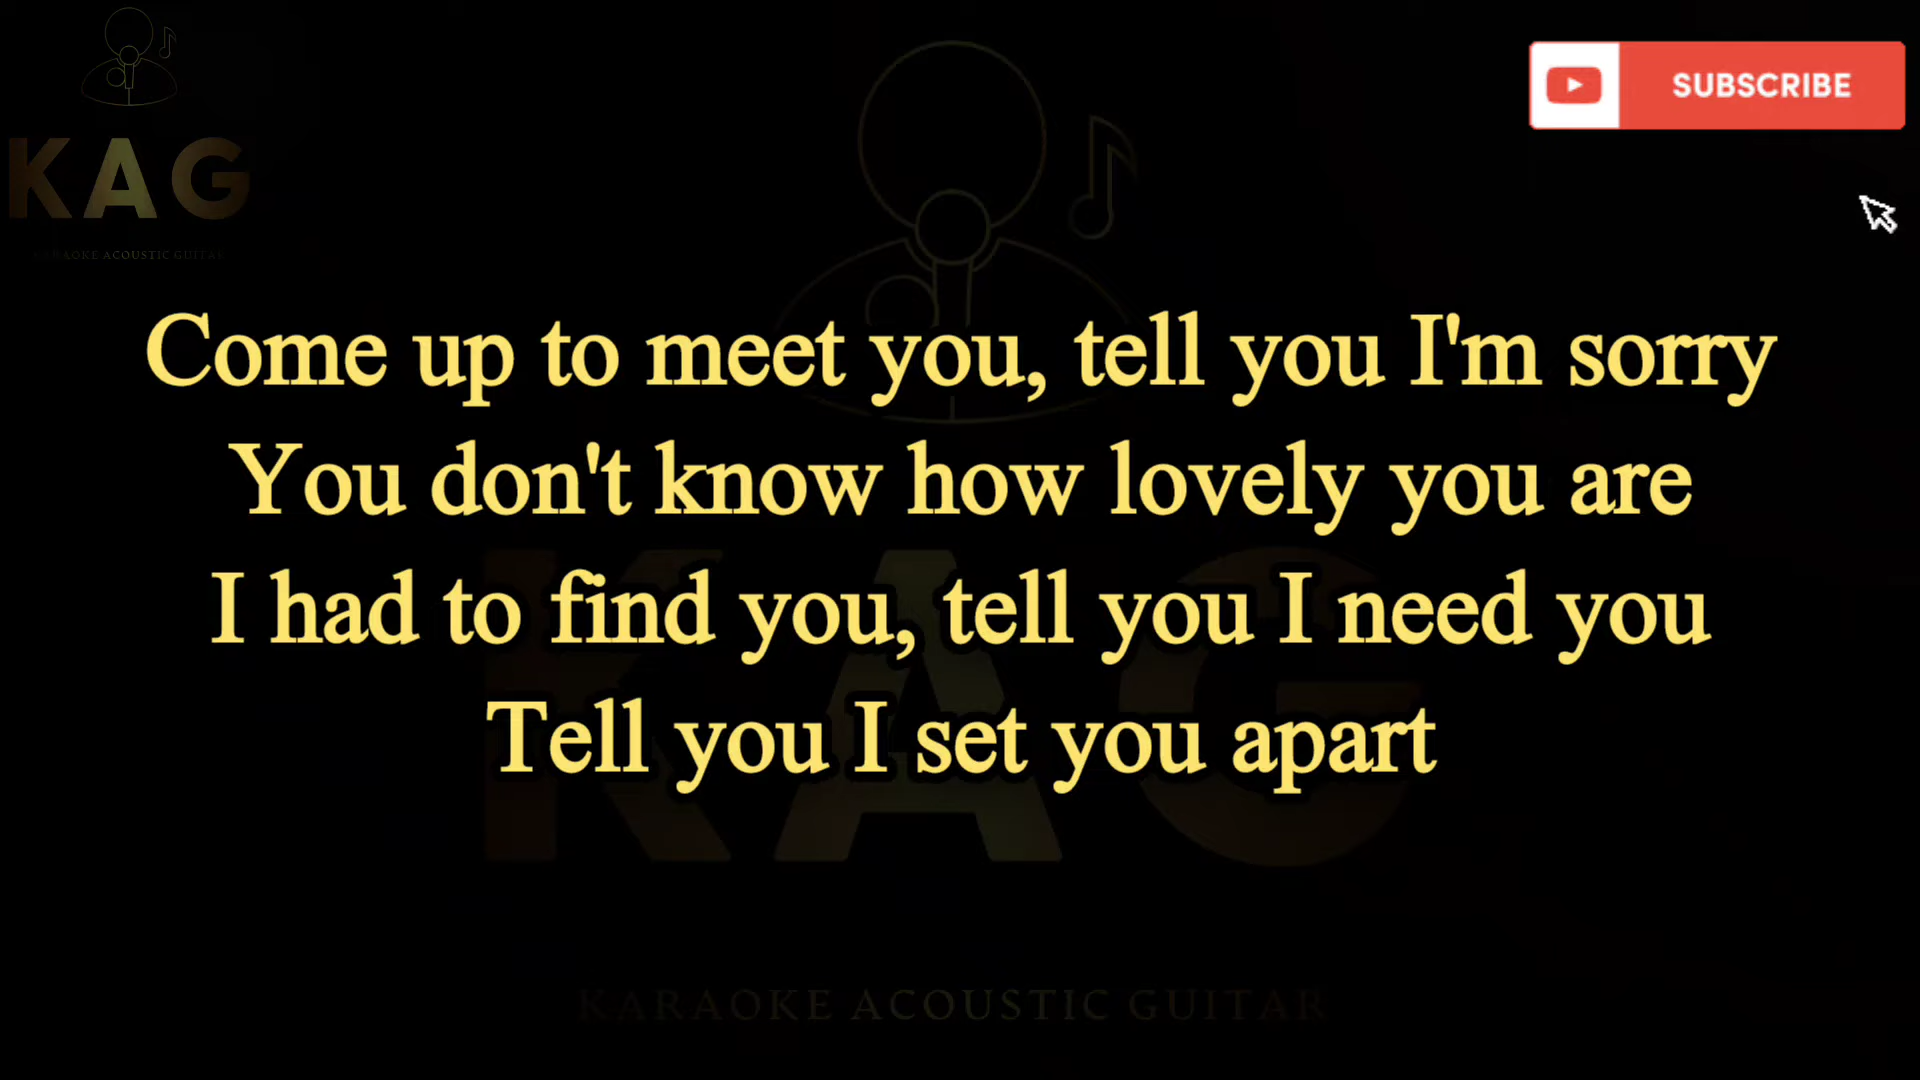 KAG
KARAOKE ACOUSTIC GUITAR
SUBSCRIBE
Come up to meet you, tell you I'm sorry
You don't know how lovely you are
I had to find you, tell you I need you
Tell you I set you apart
KAG
KARAOKE ACOUSTIC GUITAR